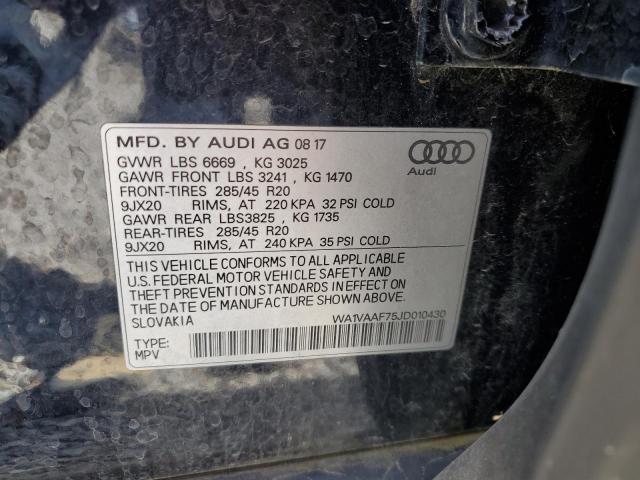 MFD. BY AUDI AG 08 17
GVWR LBS 6669 , KG 3025
GAWR FRONT LBS 3241 , KG 1470
FRONT-TIRES 285/45 R20
9JX20 RIMS, AT 220 KPA 32 PSI COLD
GAWR REAR LBS3825 , KG 1735
REAR-TIRES 285/45 R20
9JX20 RIMS, AT 240 KPA 35 PSI COLD
Audi
THIS VEHICLE CONFORMS TO ALL APPLICABLE
U.S. FEDERAL MOTOR VEHICLE SAFETY AND
THEFT PREVENTION STANDARDS IN EFFECT ON
THE DATE OF MANUFACTURE SHOWN ABOVE.
SLOVAKIA WA1VAAF75JD010430
TYPE:
MPV